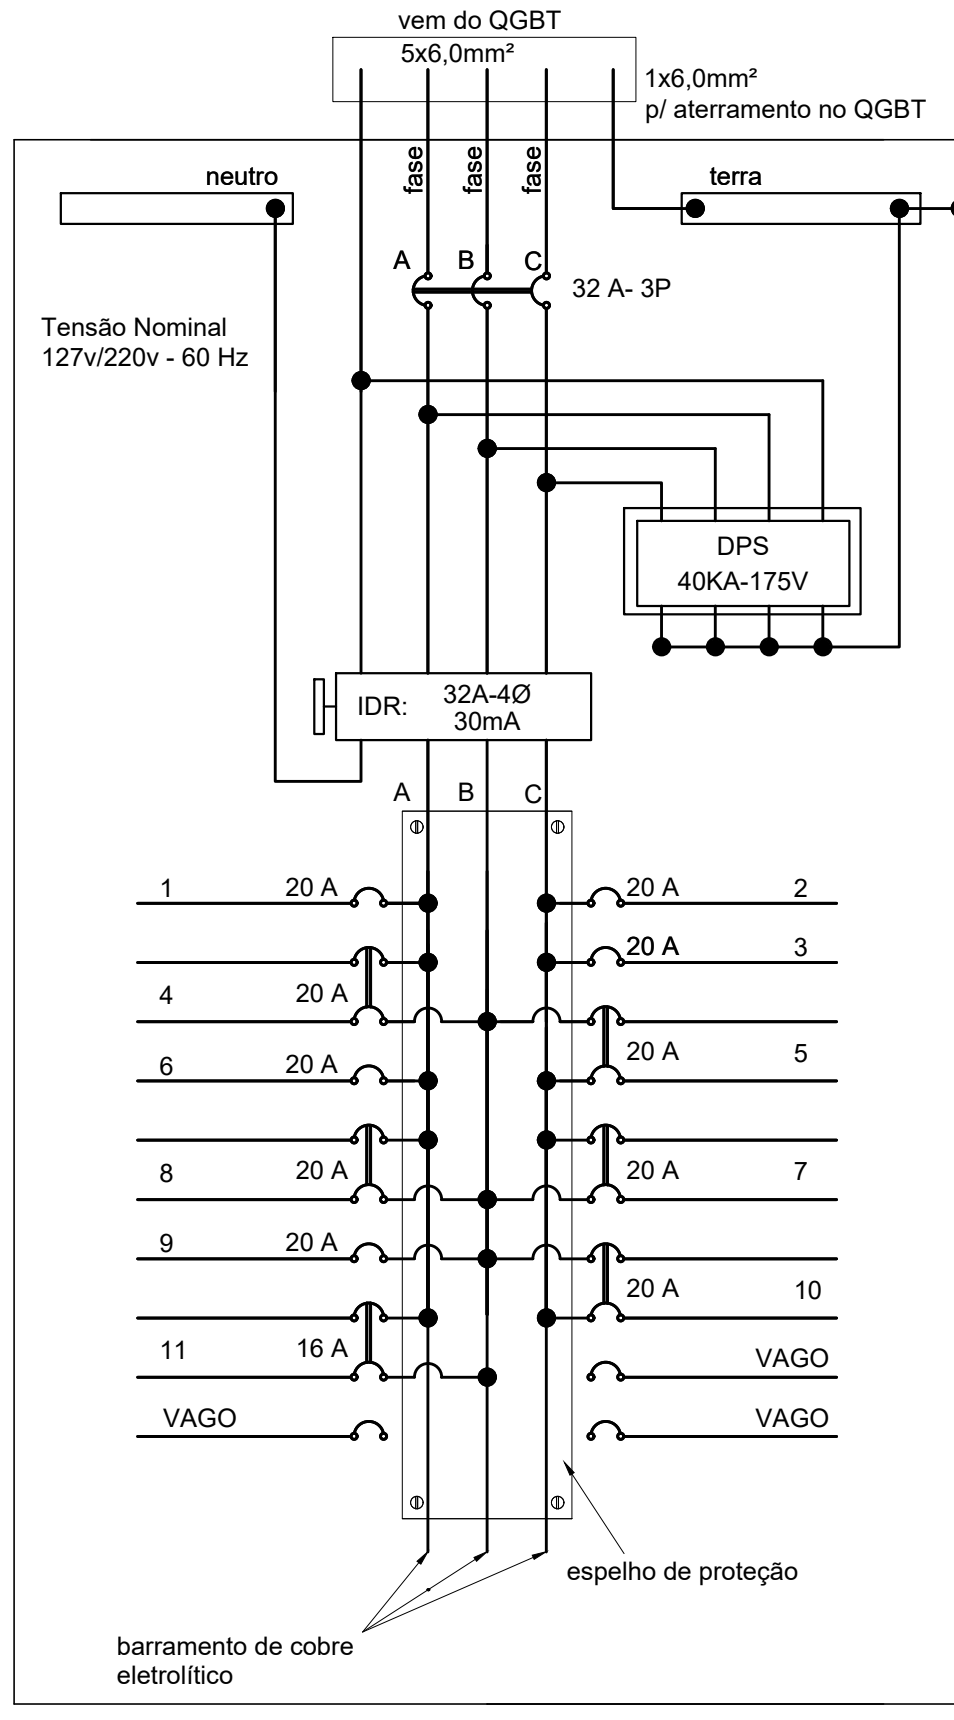 vem do QGBT
5x6,0mm²
1x6,0mm²
p/ aterramento no QGBT
neutro
fase
fase
fase
terra
A
B
C
32 A- 3P
Tensão Nominal
127v/220v - 60 Hz
DPS
40KA-175V
IDR:
32A-4Ø
30mA
A
B
C
1
20 A
20 A
2
20 A
3
4
20 A
20 A
5
6
20 A
8
20 A
20 A
7
9
20 A
20 A
10
11
16 A
VAGO
VAGO
VAGO
espelho de proteção
barramento de cobre
eletrolítico